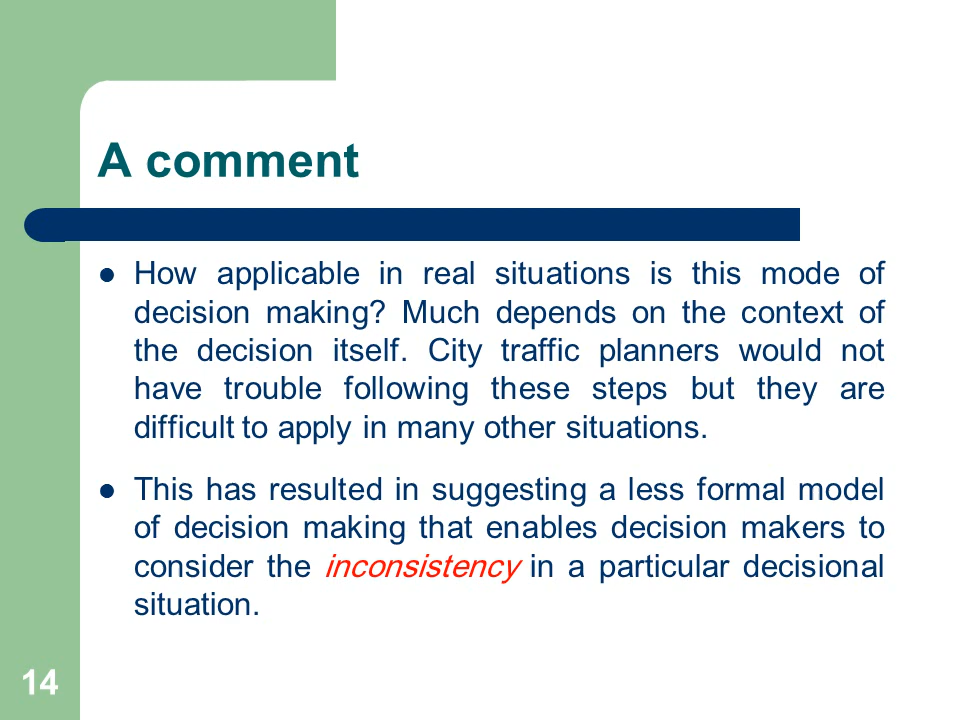 A comment
How applicable in real situations is this mode of
decision making? Much depends on the context of
the decision itself. City traffic planners would not
have trouble following these steps but they are
difficult to apply in many other situations.
This has resulted in suggesting a less formal model
of decision making that enables decision makers to
consider the inconsistency in a particular decisional
situation.
14